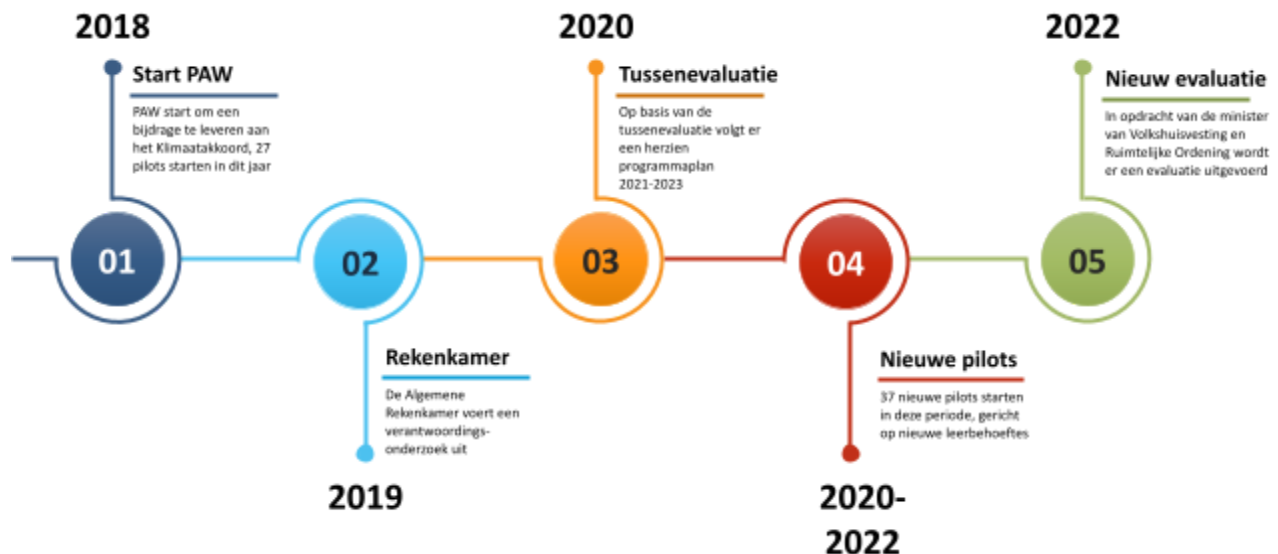 2018
Start PAW
PAW start om een
bijdrage te leveren aan
het Klimaatakkoord, 27
pilots starten in dit jaar
01
02
Rekenkamer
De Algemene
Rekenkamer voert een
verantwoordings-
onderzoek uit
2019
2020
Tussenevaluatie
Op basis van de
tussenevaluatie volgt er
een herzien
programmaplan
2021-2023
03
04
Nieuwe pilots
37 nieuwe pilots starten
in deze periode, gericht
op nieuwe leerbehoeftes
2020-
2022
2022
Nieuw evaluatie
In opdracht van de minister
van Volkshuisvesting en
Ruimtelijke Ordening wordt
er een evaluatie uitgevoerd
05